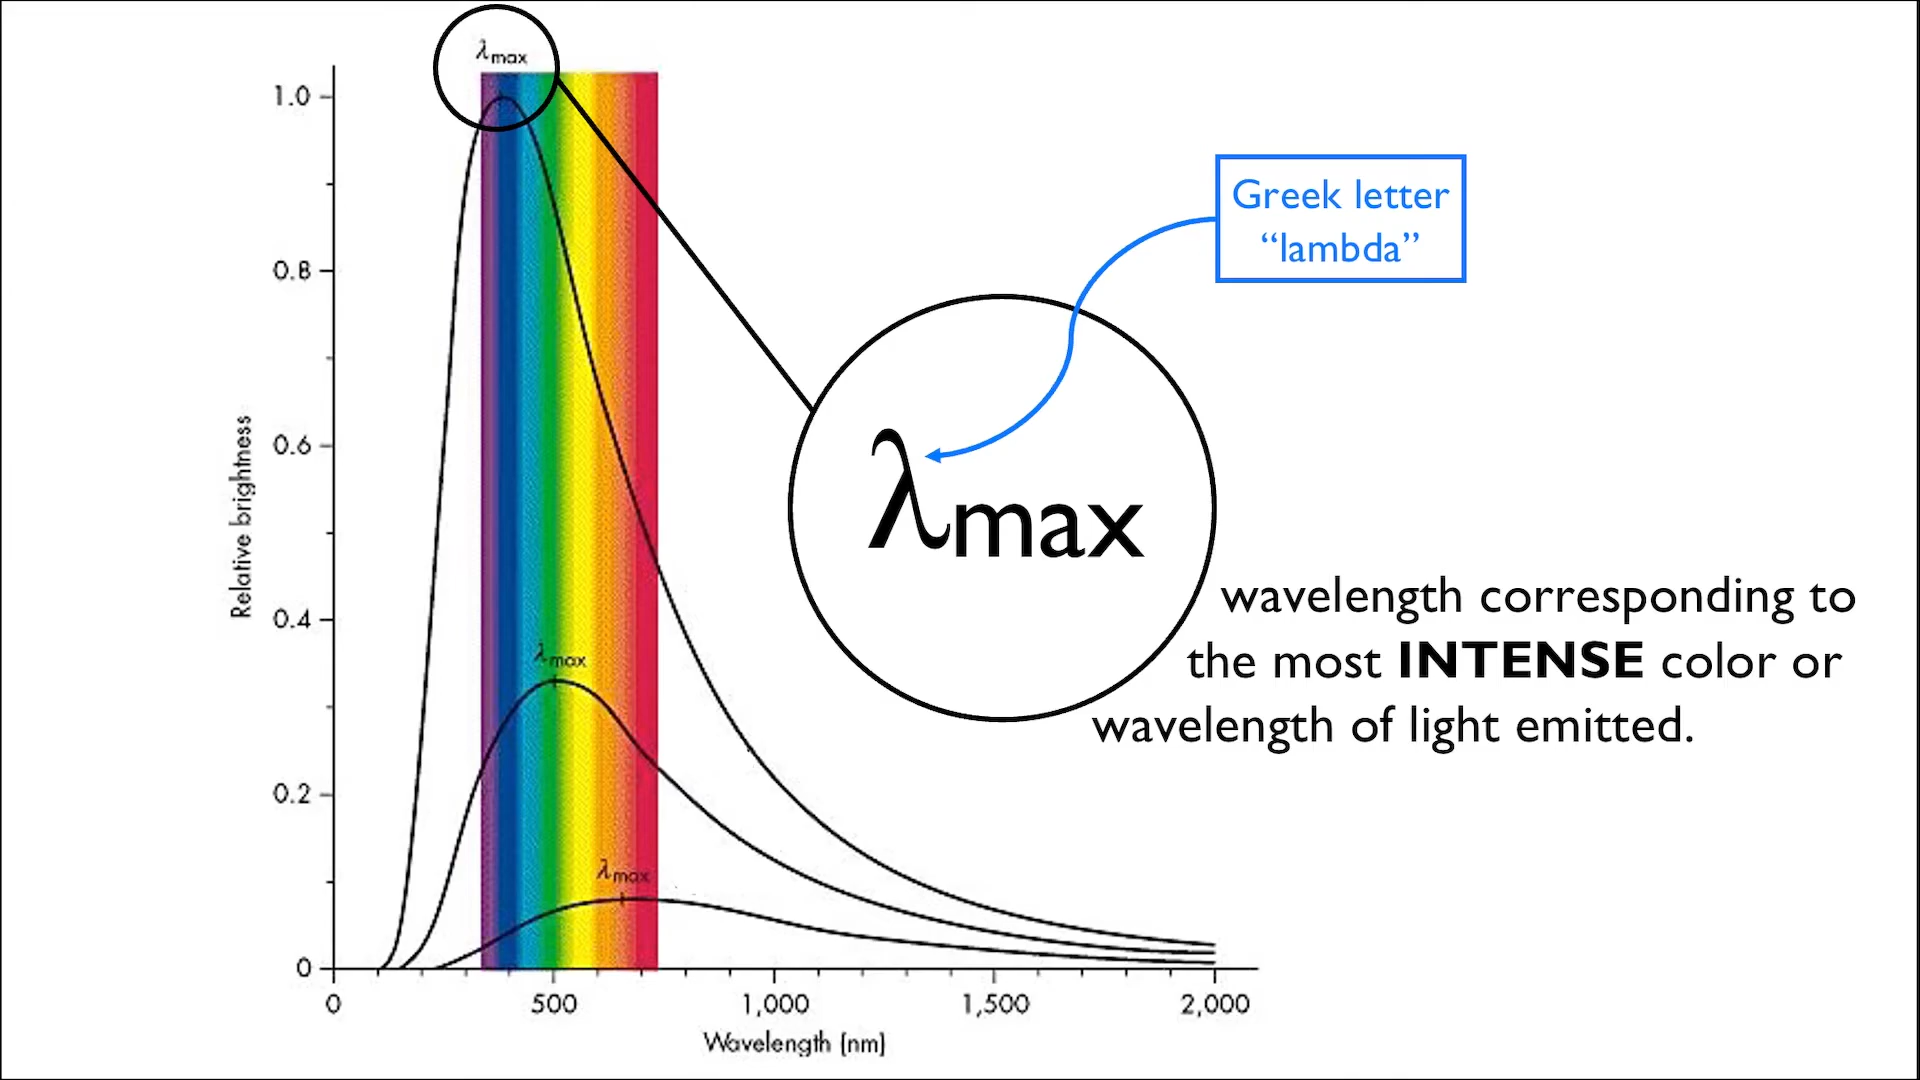 λmax
1.0
0.8
0.6
0.4
0.2
0
Relative brightness
λmax
λmax
0
500
1,000
1,500
2,000
Wavelength (nm)
Greek letter
“lambda”
λmax
wavelength corresponding to
the most INTENSE color or
wavelength of light emitted.